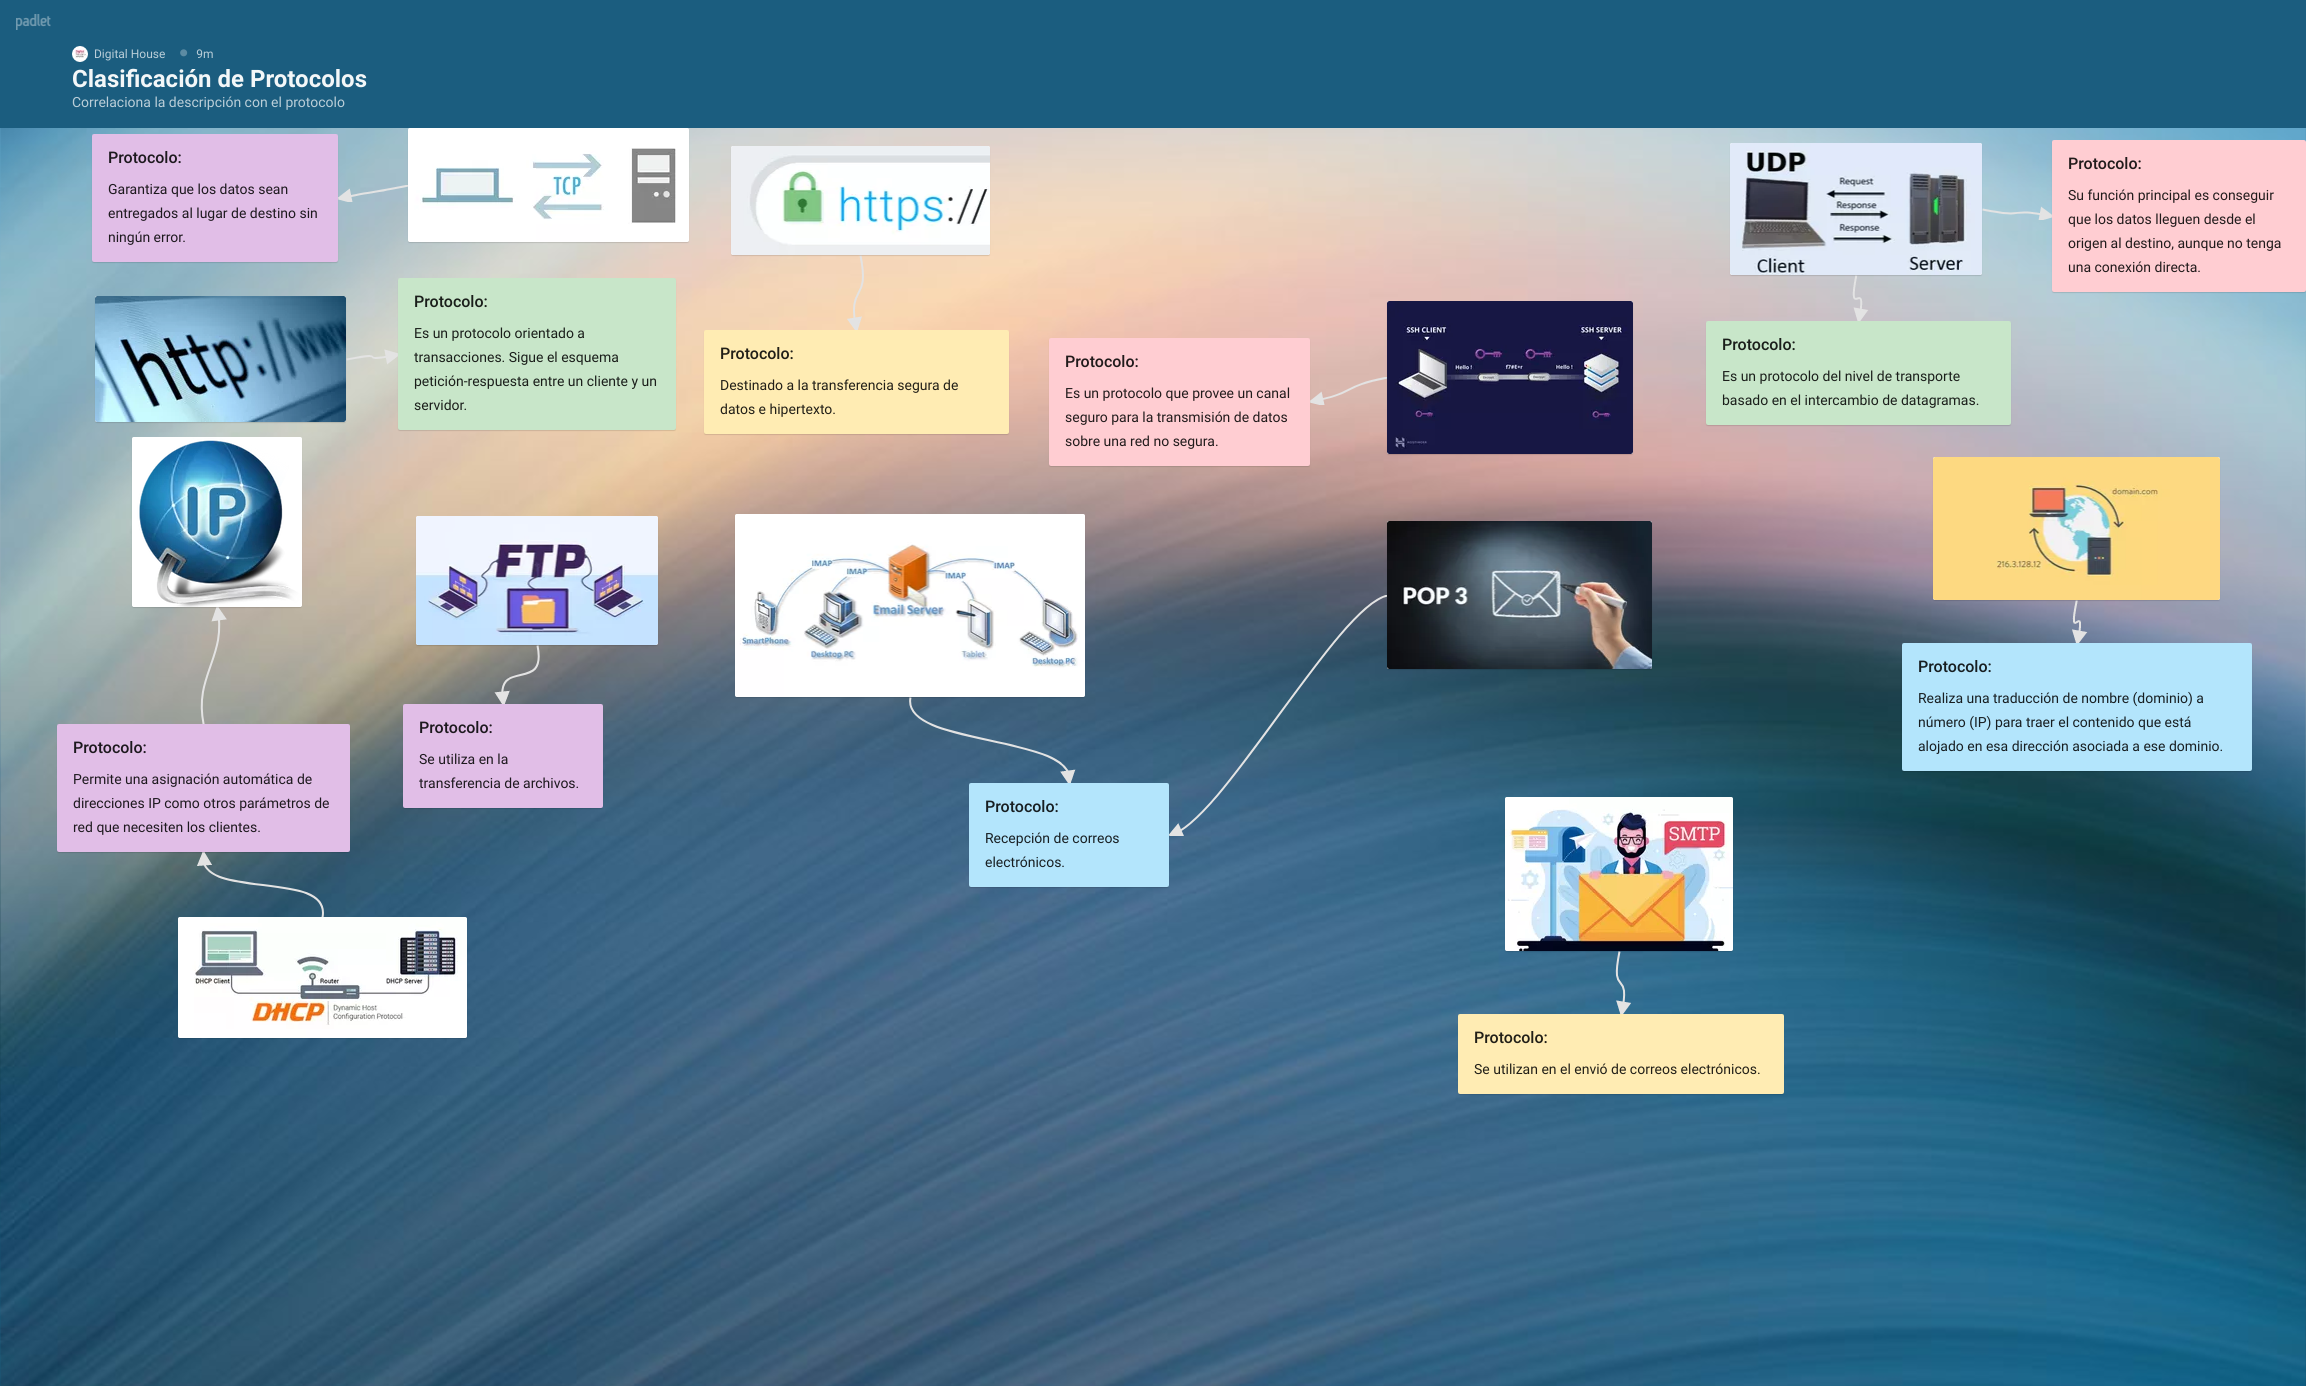 padlet
Digital House
9m
Clasificación de Protocolos
Correlaciona la descripción con el protocolo
Protocolo:
Garantiza que los datos sean
entregados al lugar de destino sin
ningún error.
TCP
https://
UDP
Request
Response
Response
Client
Server
Protocolo:
Su función principal es conseguir
que los datos lleguen desde el
origen al destino, aunque no tenga
una conexión directa.
http://www
Protocolo:
Es un protocolo orientado a
transacciones. Sigue el esquema
petición-respuesta entre un cliente y un
servidor.
Protocolo:
Destinado a la transferencia segura de
datos e hipertexto.
Protocolo:
Es un protocolo que provee un canal
seguro para la transmisión de datos
sobre una red no segura.
SSH CLIENT
SSH SERVER
Hello !
f7#E+r
Hello !
Protocolo:
Es un protocolo del nivel de transporte
basado en el intercambio de datagramas.
IP
FTP
IMAP
IMAP
IMAP
IMAP
Email Server
SmartPhone
Desktop PC
Tablet
Desktop PC
POP 3
domain.com
216.3.128.12
Protocolo:
Realiza una traducción de nombre (dominio) a
número (IP) para traer el contenido que está
alojado en esa dirección asociada a ese dominio.
Protocolo:
Permite una asignación automática de
direcciones IP como otros parámetros de
red que necesiten los clientes.
Protocolo:
Se utiliza en la
transferencia de archivos.
Protocolo:
Recepción de correos
electrónicos.
SMTP
DHCP Client
Router
DHCP Server
DHCP
Dynamic Host
Configuration Protocol
Protocolo:
Se utilizan en el envió de correos electrónicos.